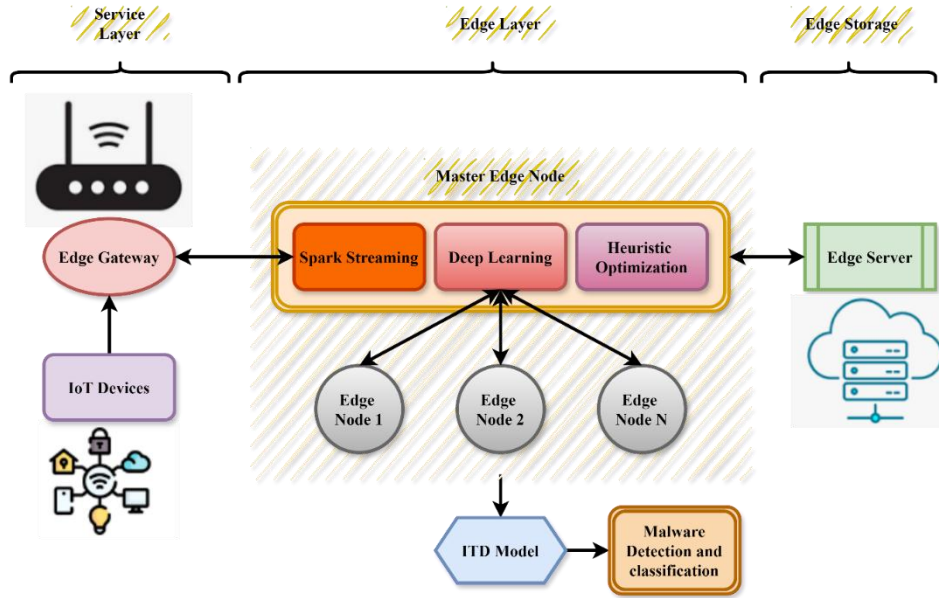 Service
Layer
Edge Layer
Edge Storage
Master Edge Node
Edge Gateway
Spark Streaming
Deep Learning
Heuristic
Optimization
Edge Server
IoT Devices
Edge
Node 1
Edge
Node 2
Edge
Node N
ITD Model
Malware
Detection and
classification